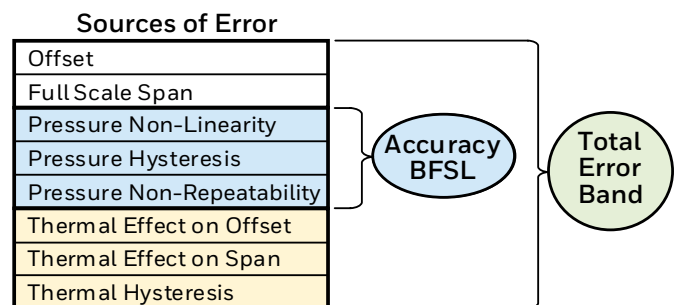 Sources of Error
Offset
Full Scale Span
Pressure Non-Linearity
Pressure Hysteresis
Pressure Non-Repeatability
Thermal Effect on Offset
Thermal Effect on Span
Thermal Hysteresis
Accuracy
BFSL
Total
Error
Band